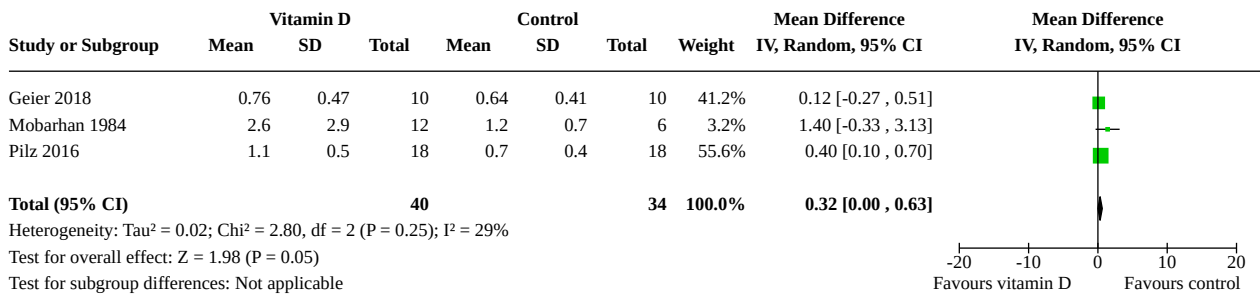 Vitamin D Control Mean Difference Mean Difference
Study or Subgroup Mean SD Total Mean SD Total Weight IV, Random, 95% CI IV, Random, 95% CI
Geier 2018 0.76 0.47 10 0.64 0.41 10 41.2% 0.12 [-0.27 , 0.51]
Mobarhan 1984 2.6 2.9 12 1.2 0.7 6 3.2% 1.40 [-0.33 , 3.13]
Pilz 2016 1.1 0.5 18 0.7 0.4 18 55.6% 0.40 [0.10 , 0.70]
Total (95% CI) 40 34 100.0% 0.32 [0.00 , 0.63]
Heterogeneity: Tau² = 0.02; Chi² = 2.80, df = 2 (P = 0.25); I² = 29%
Test for overall effect: Z = 1.98 (P = 0.05) -20 -10 0 10 20
Test for subgroup differences: Not applicable Favours vitamin D Favours control